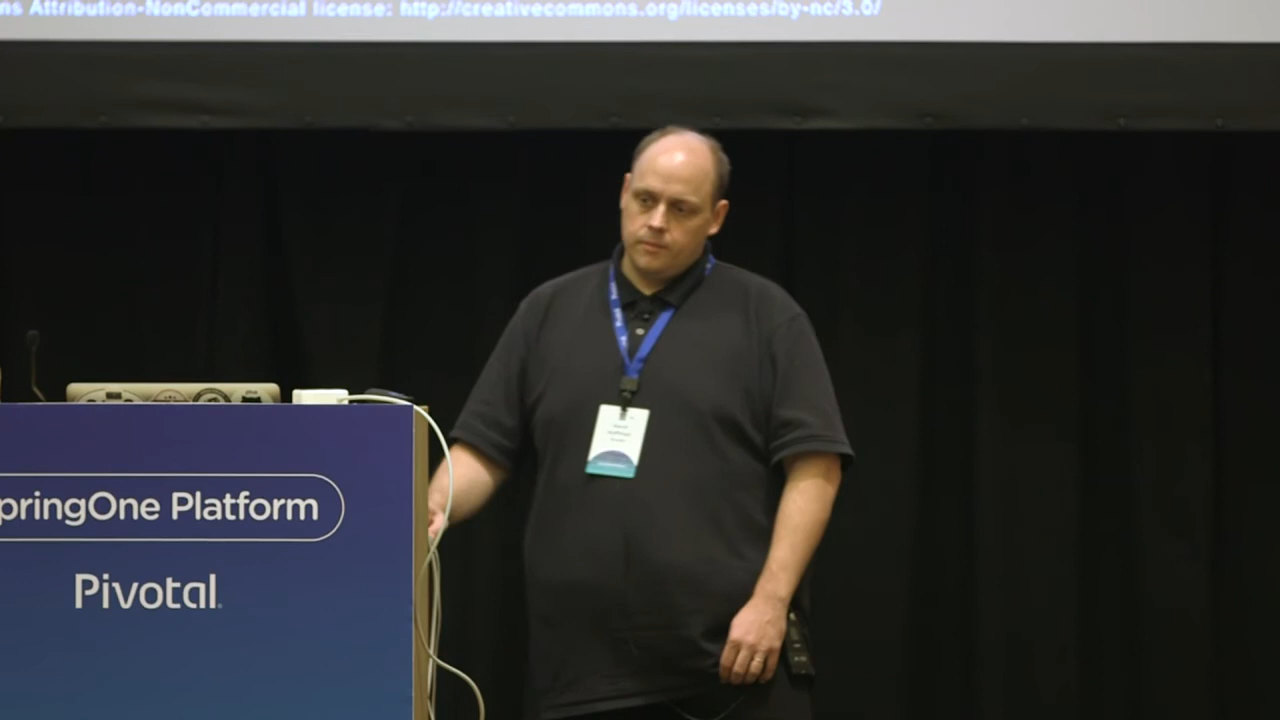 ns Attribution-NonCommercial license: http://creativecommons.org/licenses/by-nc/3.0/
pringOne Platform
Pivotal